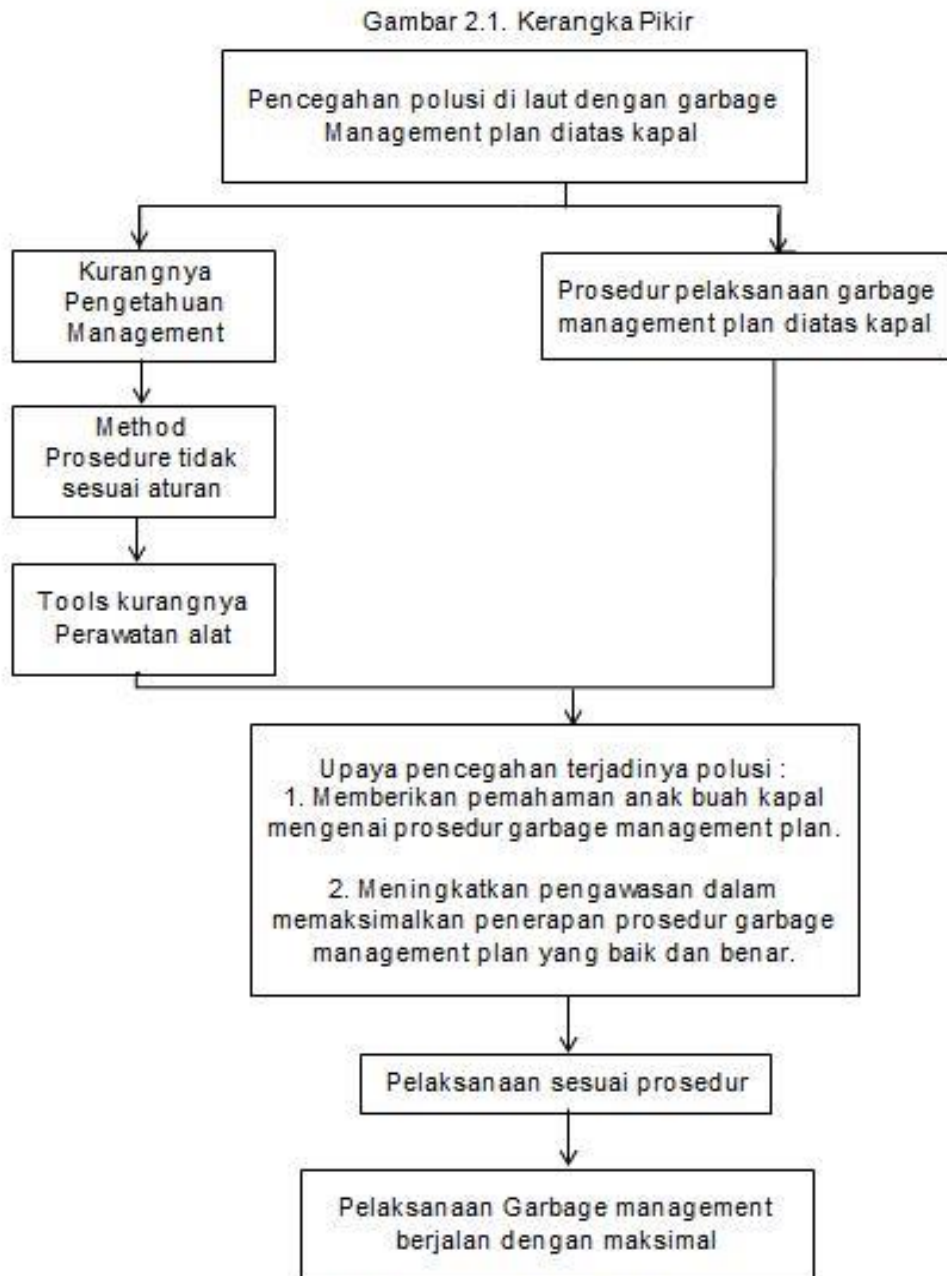 Gambar 2.1. Kerangka Pikir
Pencegahan polusi di laut dengan garbage
Management plan diatas kapal
Kurangnya
Pengetahuan
Management
Prosedur pelaksanaan garbage
management plan diatas kapal
Method
Prosedure tidak
sesuai aturan
Tools kurangnya
Perawatan alat
Upaya pencegahan terjadinya polusi :
1. Memberikan pemahaman anak buah kapal
mengenai prosedur garbage management plan.
2. Meningkatkan pengawasan dalam
memaksimalkan penerapan prosedur garbage
management plan yang baik dan benar.
Pelaksanaan sesuai prosedur
Pelaksanaan Garbage management
berjalan dengan maksimal